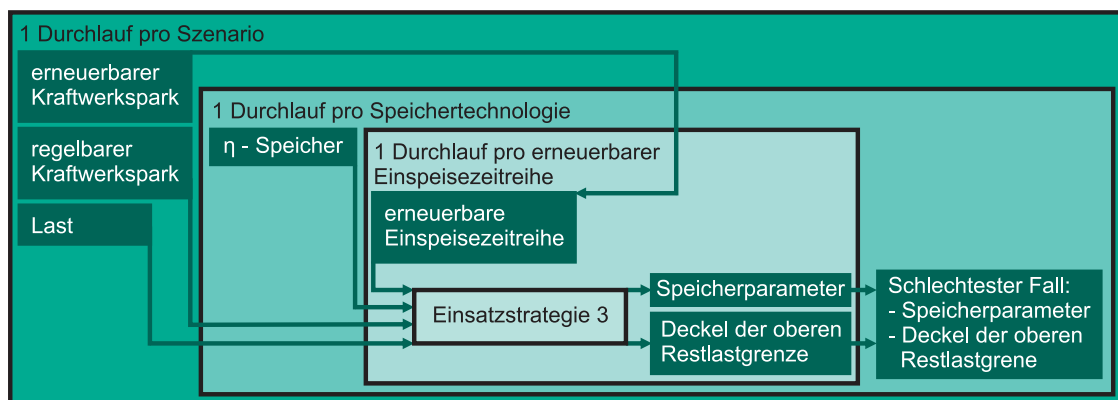 1 Durchlauf pro Szenario
erneuerbarer
Kraftwerkspark
regelbarer
Kraftwerkspark
Last
1 Durchlauf pro Speichertechnologie
η - Speicher
1 Durchlauf pro erneuerbarer
Einspeisezeitreihe
erneuerbare
Einspeisezeitreihe
Einsatzstrategie 3
Speicherparameter
Deckel der oberen
Restlastgrenze
Schlechtester Fall:
- Speicherparameter
- Deckel der oberen
Restlastgrene